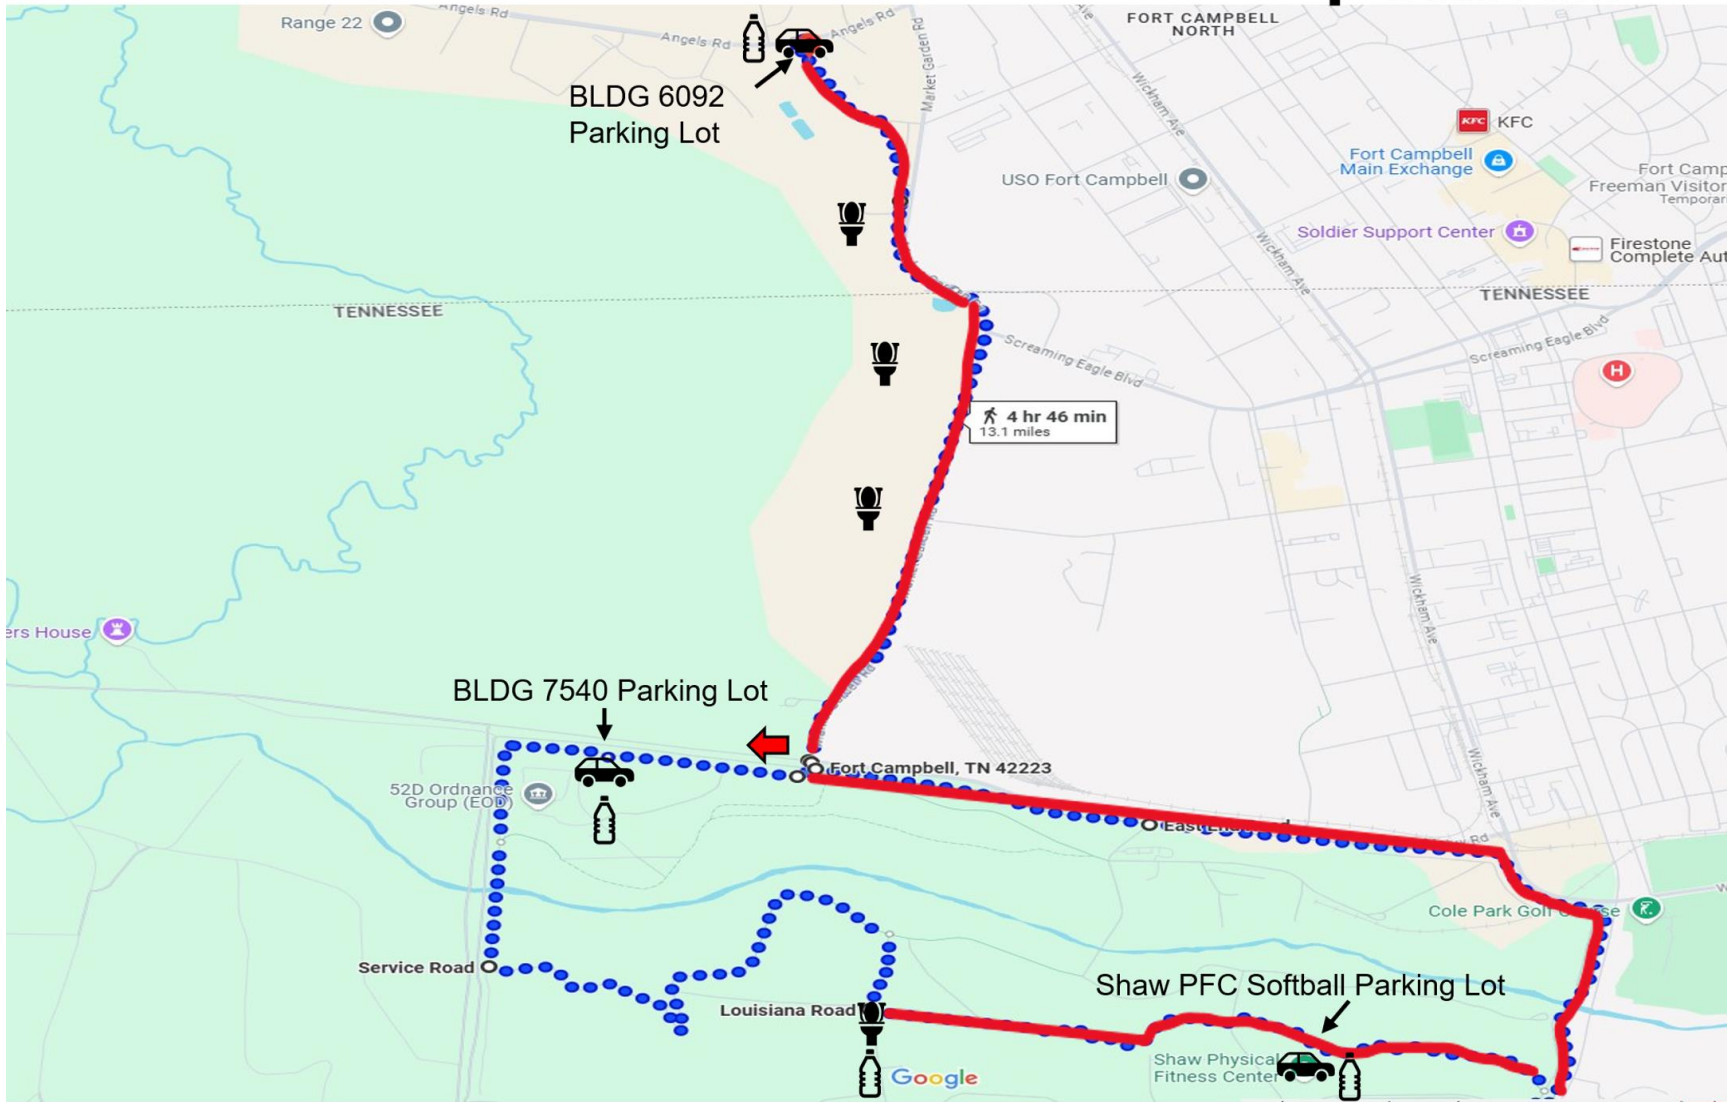 Range 22
Angels Rd
Angels Rd
Angels Rd
Market Garden Rd
FORT CAMPBELL
NORTH
BLDG 6092
Parking Lot
Wickham Ave
KFC
KFC
Fort Campbell
Main Exchange
USO Fort Campbell
Fort Camp
Freeman Visitor
Temporar
Soldier Support Center
Firestone
Complete Aut
Wickham Ave
TENNESSEE
TENNESSEE
Screaming Eagle Blvd
Screaming Eagle Blvd
H
4 hr 46 min
13.1 miles
Wickham Ave
ers House
BLDG 7540 Parking Lot
Fort Campbell, TN 42223
Wickham Ave
52D Ordnance
Group (EOD)
Cole Park Golf
Service Road
Shaw PFC Softball Parking Lot
Louisiana Road
Shaw Physical
Fitness Center
Google